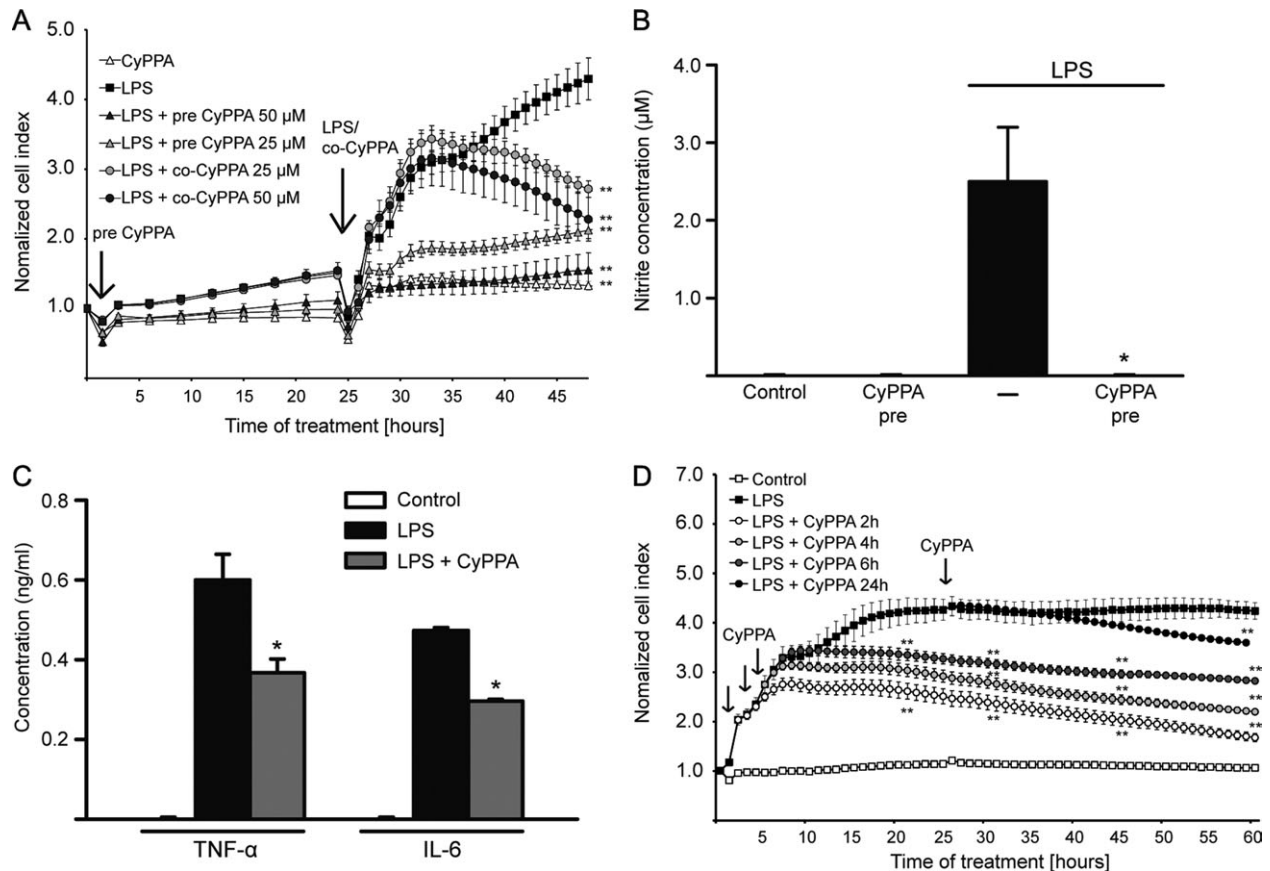 A
5.0
4.0
3.0
2.0
1.0
Nomalized cell index
CyPPA
LPS
LPS + pre CyPPA 50 µM
LPS + pre CyPPA 25 µM
LPS + co-CyPPA 25 µM
LPS + co-CyPPA 50 µM
pre CyPPA
LPS/
co-CyPPA
**
**
**
**
**
5 10 15 20 25 30 35 40 45
Time of treatment [hours]
B
4.0
3.0
2.0
1.0
Nitrite concentration (µM)
LPS
*
Control CyPPA – CyPPA
pre pre
C
0.8
0.6
0.4
0.2
Concentration (ng/ml)
Control
LPS
LPS + CyPPA
*
*
TNF-α IL-6
D
7.0
6.0
5.0
4.0
3.0
2.0
1.0
Nomalized cell index
Control
LPS
LPS + CyPPA 2h
LPS + CyPPA 4h
LPS + CyPPA 6h
LPS + CyPPA 24h
CyPPA
CyPPA
**
** ** ** **
** ** **
** ** ** **
5 10 15 20 25 30 35 40 45 50 55 60
Time of treatment [hours]